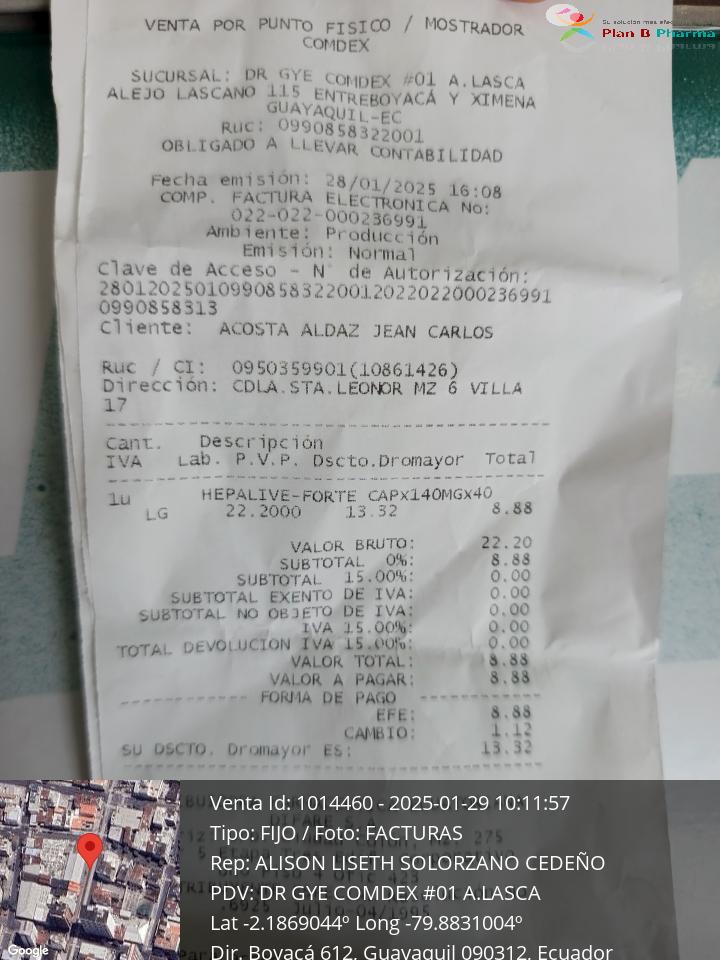 Su solución más efe
Plan B Pharma
VENTA POR PUNTO FISICO / MOSTRADOR
COMDEX
SUCURSAL: DR GYE COMDEX #01 A.LASCA
ALEJO LASCANO 115 ENTREBOYACÁ Y XIMENA
GUAYAQUIL-EC
Ruc: 0990858322001
OBLIGADO A LLEVAR CONTABILIDAD
Fecha emisión: 28/01/2025 16:08
COMP. FACTURA ELECTRONICA No:
022-022-000236991
Ambiente: Producción
Emisión: Normal
Clave de Acceso - N° de Autorización:
280120250109908583220012022022000236991
0990858313
Cliente: ACOSTA ALDAZ JEAN CARLOS
Ruc / CI: 0950359901(10861426)
Dirección: CDLA.STA.LEONOR MZ 6 VILLA
17
Cant. Descripción
IVA Lab. P.V.P. Dscto.Dromayor Total
1u HEPALIVE-FORTE CAPX140MGX40
LG 22.2000 13.32 8.88
VALOR BRUTO: 22.20
SUBTOTAL 0%: 8.88
SUBTOTAL 15.00%: 0.00
SUBTOTAL EXENTO DE IVA: 0.00
SUBTOTAL NO OBJETO DE IVA: 0.00
IVA 15.00%: 0.00
TOTAL DEVOLUCION IVA 15.00%: 0.00
VALOR TOTAL: 8.88
VALOR A PAGAR: 8.88
------------ FORMA DE PAGO ------------
EFE: 8.88
CAMBIO: 1.12
SU DSCTO. Dromayor ES: 13.32
Venta Id: 1014460 - 2025-01-29 10:11:57
Tipo: FIJO / Foto: FACTURAS
Rep: ALISON LISETH SOLORZANO CEDEÑO
PDV: DR GYE COMDEX #01 A.LASCA
Lat -2.1869044º Long -79.8831004º
Dir. Boyacá 612, Guayaquil 090312, Ecuador
Google